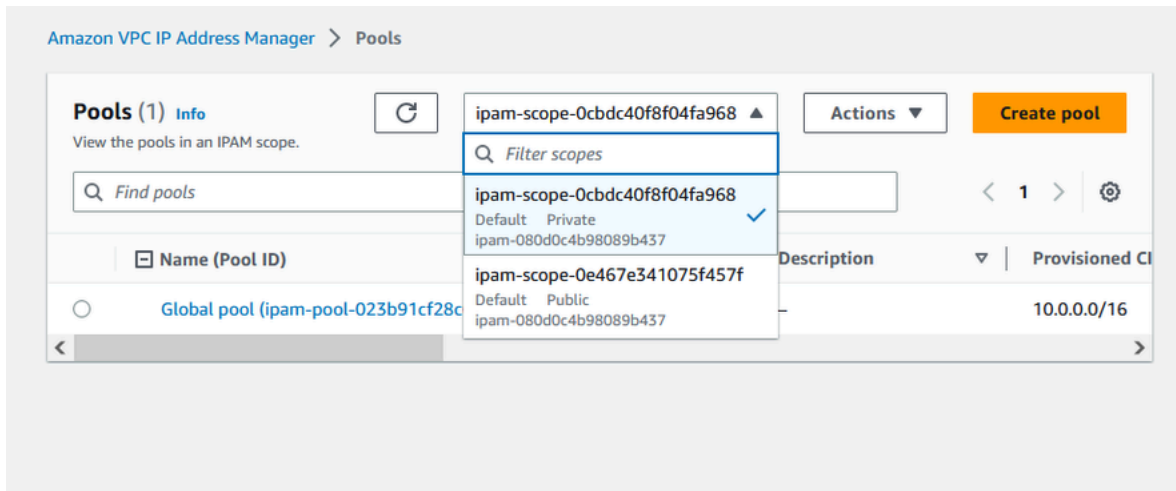 Amazon VPC IP Address Manager > Pools
Pools (1) Info
ipam-scope-0cbdc40f8f04fa968
Actions
Create pool
View the pools in an IPAM scope.
Filter scopes
Find pools
1
ipam-scope-0cbdc40f8f04fa968
Default Private
ipam-080d0c4b98089b437
ipam-scope-0e467e341075f457f
Default Public
ipam-080d0c4b98089b437
Name (Pool ID)
Description
Provisioned CI
Global pool (ipam-pool-023b91cf28c
–
10.0.0.0/16